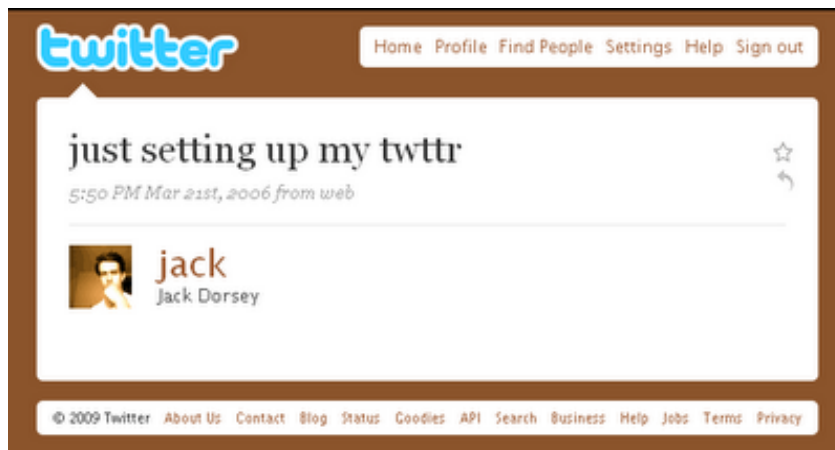 twitter
Home Profile Find People Settings Help Sign out
just setting up my twttr
5:50 PM Mar 21st, 2006 from web
jack
Jack Dorsey
© 2009 Twitter About Us Contact Blog Status Goodies API Search Business Help Jobs Terms Privacy